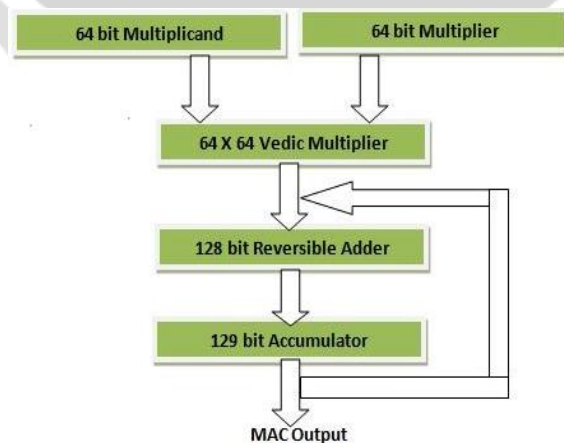 64 bit Multiplicand
64 bit Multiplier
64 X 64 Vedic Multiplier
128 bit Reversible Adder
129 bit Accumulator
MAC Output